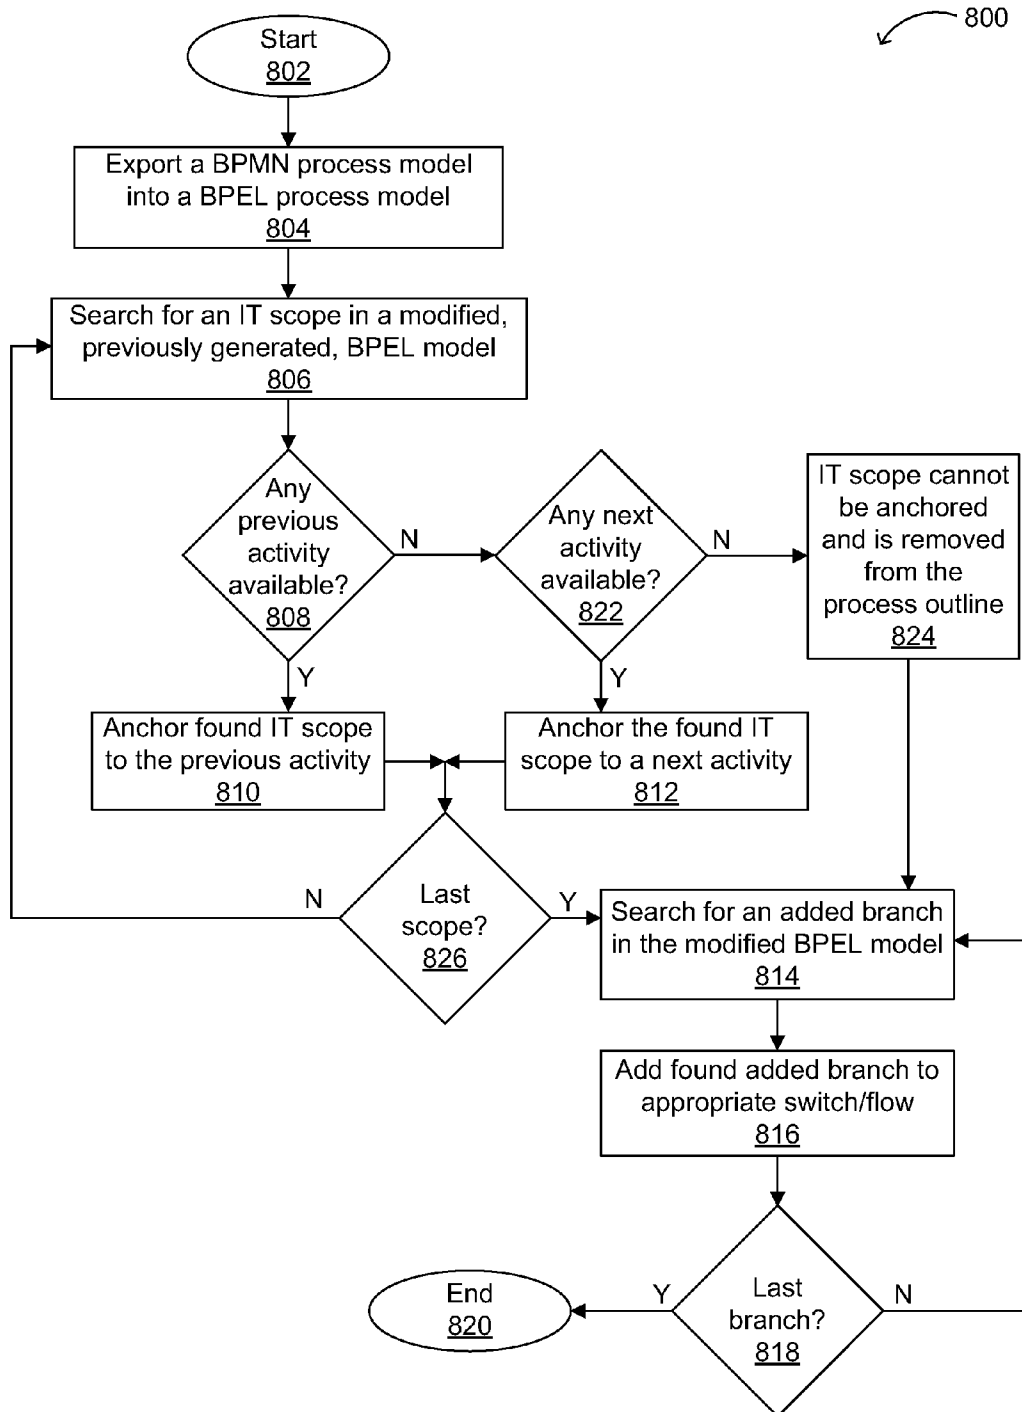 800
Start
802
Export a BPMN process model
into a BPEL process model
804
Search for an IT scope in a modified,
previously generated, BPEL model
806
Any
previous
activity
available?
808
N
Y
Any next
activity
available?
822
N
Y
IT scope cannot
be anchored
and is removed
from the
process outline
824
Anchor found IT scope
to the previous activity
810
Anchor the found IT
scope to a next activity
812
Last
scope?
826
N
Y
Search for an added branch
in the modified BPEL model
814
Add found added branch to
appropriate switch/flow
816
Last
branch?
818
Y
N
End
820